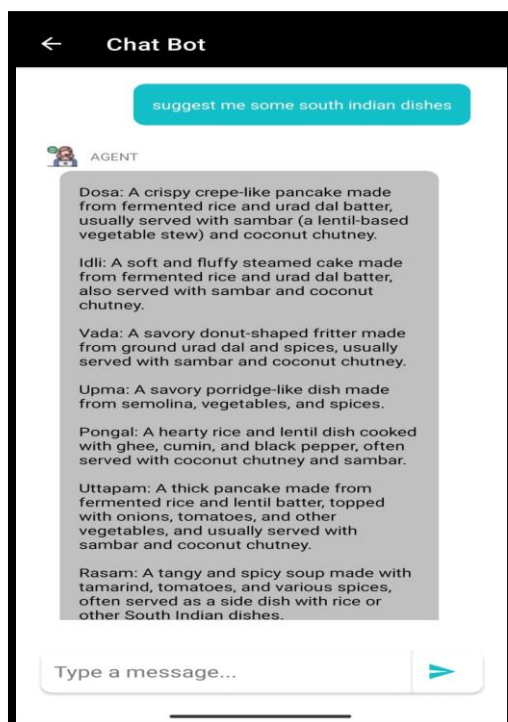 Chat Bot
suggest me some south indian dishes
AGENT
Dosa: A crispy crepe-like pancake made
from fermented rice and urad dal batter,
usually served with sambar (a lentil-based
vegetable stew) and coconut chutney.
Idli: A soft and fluffy steamed cake made
from fermented rice and urad dal batter,
also served with sambar and coconut
chutney.
Vada: A savory donut-shaped fritter made
from ground urad dal and spices, usually
served with sambar and coconut chutney.
Upma: A savory porridge-like dish made
from semolina, vegetables, and spices.
Pongal: A hearty rice and lentil dish cooked
with ghee, cumin, and black pepper, often
served with coconut chutney and sambar.
Uttapam: A thick pancake made from
fermented rice and lentil batter, topped
with onions, tomatoes, and other
vegetables, and usually served with
sambar and coconut chutney.
Rasam: A tangy and spicy soup made with
tamarind, tomatoes, and various spices,
often served as a side dish with rice or
other South Indian dishes.
Type a message...